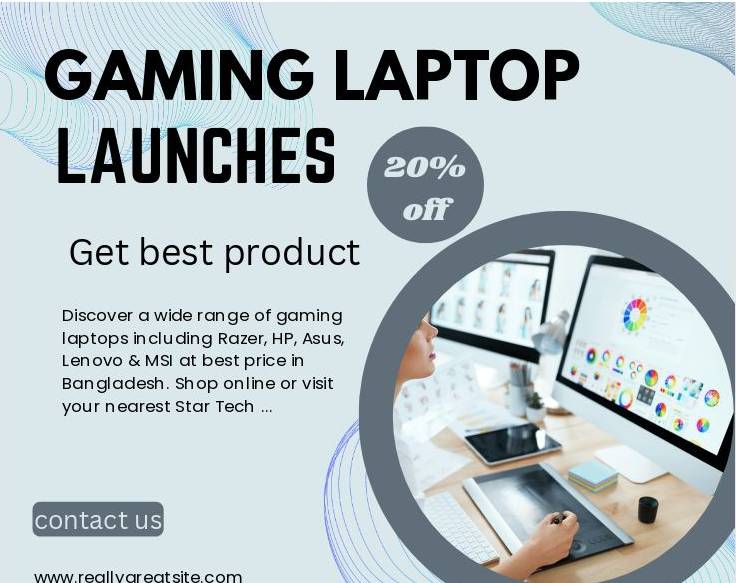 GAMING LAPTOP
LAUNCHES
20%
off
Get best product
Discover a wide range of gaming
laptops including Razer, HP, Asus,
Lenovo & MSI at best price in
Bangladesh. Shop online or visit
your nearest Star Tech ...
contact us
www.reallygreatsite.com